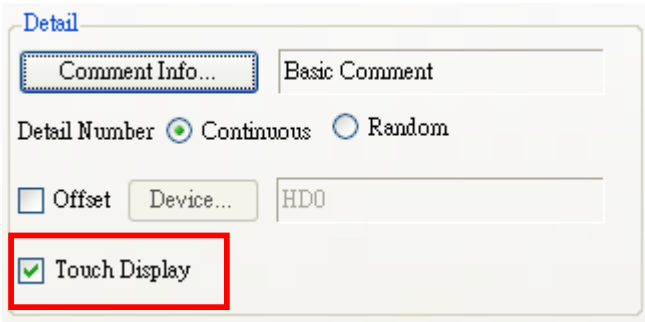 Detail
Comment Info... Basic Comment
Detail Number Continuous Random
Offset Device... HD0
Touch Display